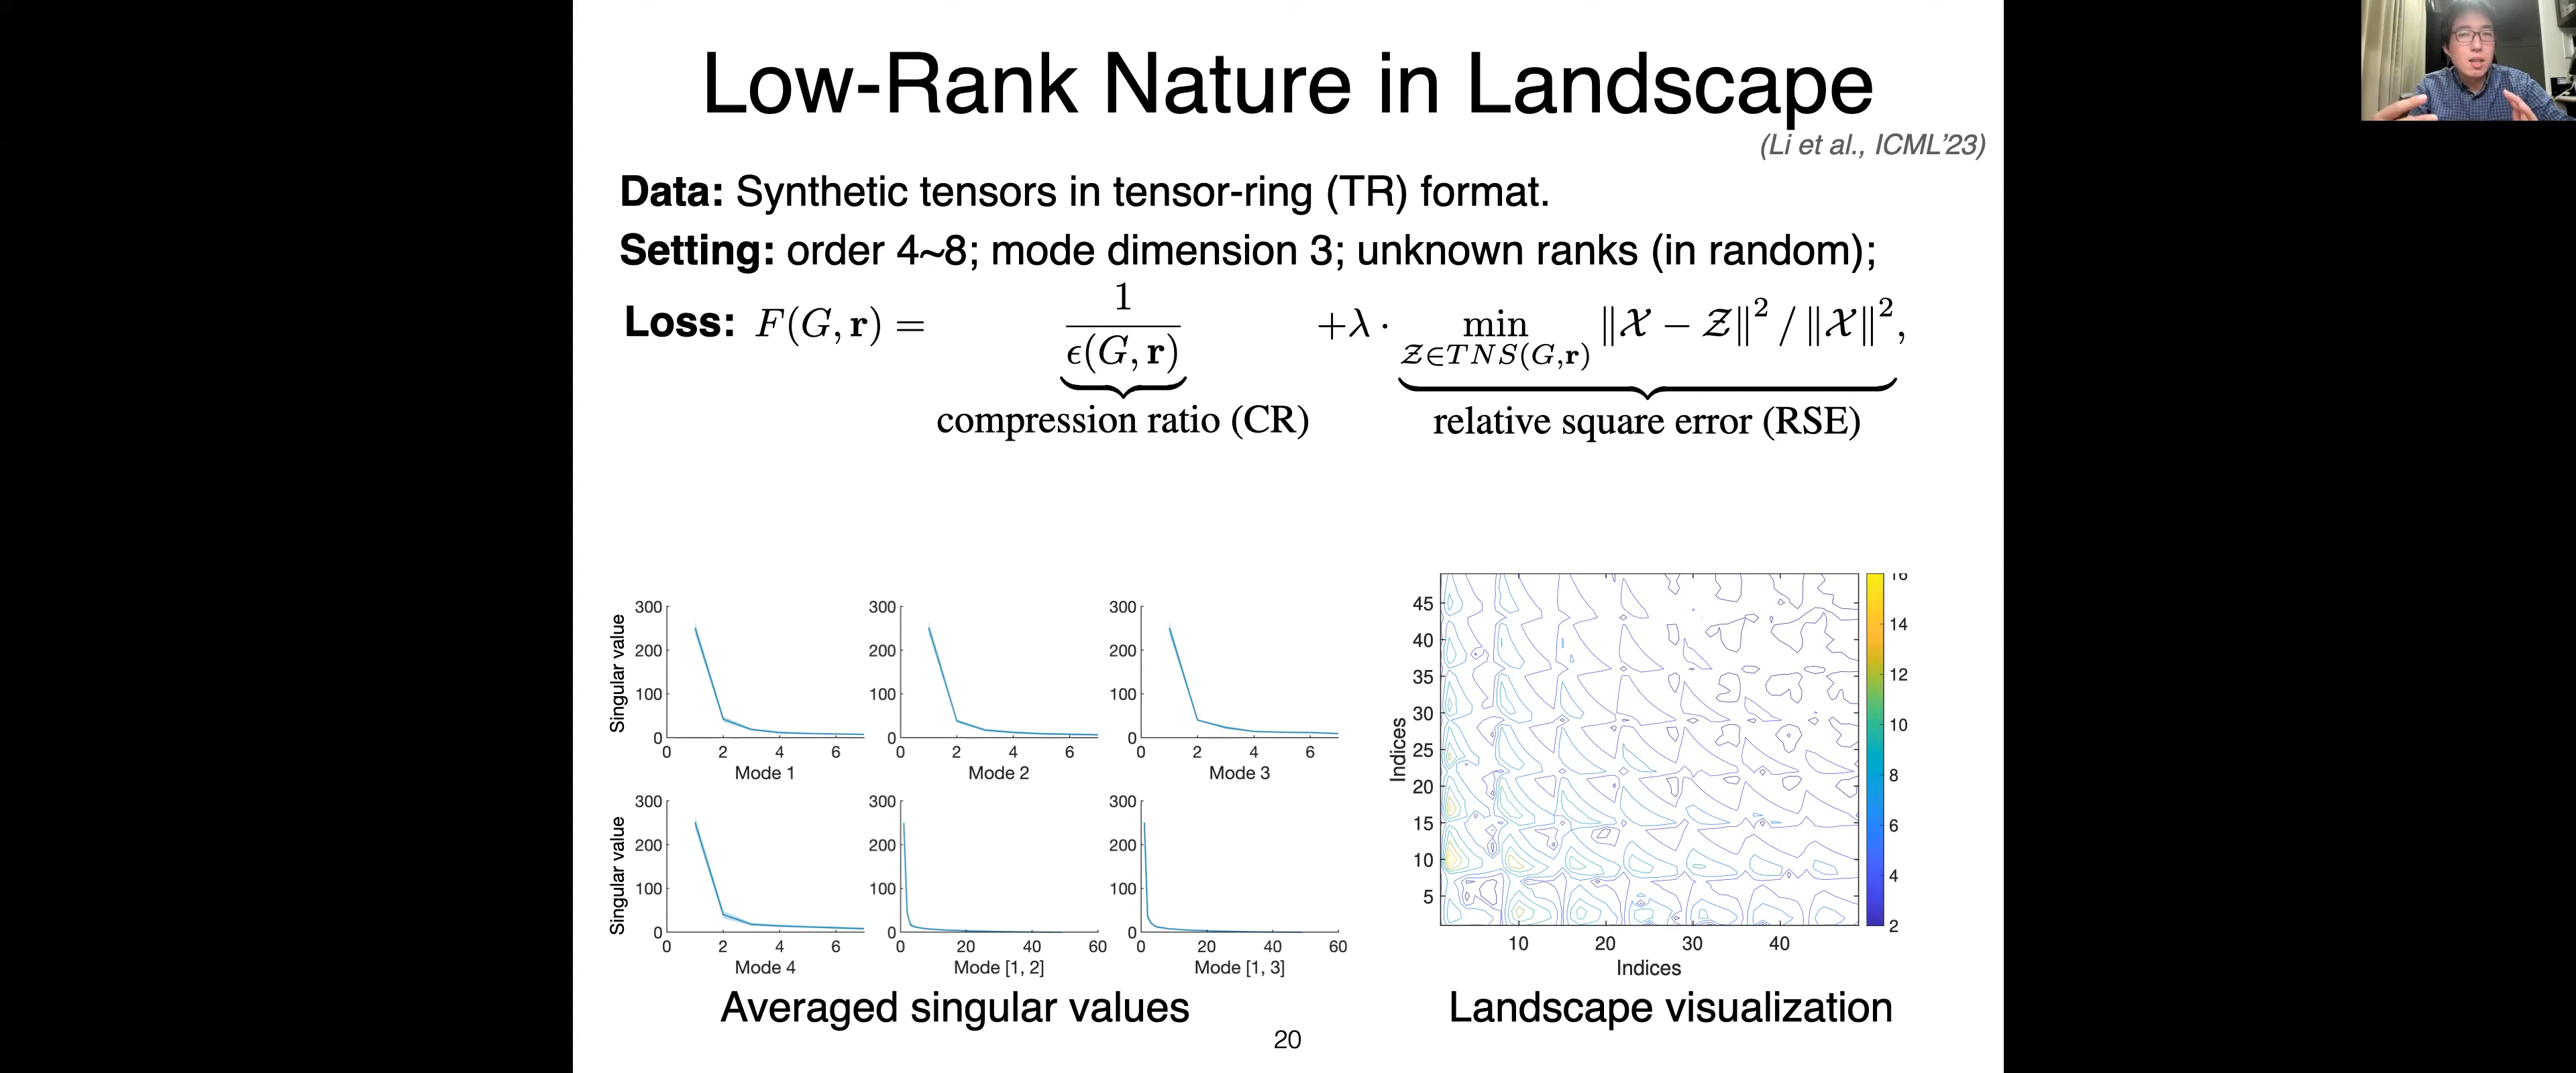 Low-Rank Nature in Landscape
(Li et al., ICML'23)
Data: Synthetic tensors in tensor-ring (TR) format.
Setting: order 4~8; mode dimension 3; unknown ranks (in random);
Loss: F(G, r) = 1 / ϵ(G, r) + λ · min_{𝒵∈TNS(G,r)} ‖𝒳 − 𝒵‖² / ‖𝒳‖²,
compression ratio (CR)
relative square error (RSE)
Singular value
300
200
100
0
0 2 4 6
Mode 1
300
200
100
0
0 2 4 6
Mode 2
300
200
100
0
0 2 4 6
Mode 3
Singular value
300
200
100
0
0 2 4 6
Mode 4
300
200
100
0
0 20 40 60
Mode [1, 2]
300
200
100
0
0 20 40 60
Mode [1, 3]
Averaged singular values
Indices
45
40
35
30
25
20
15
10
5
10 20 30 40
Indices
16
14
12
10
8
6
4
2
Landscape visualization
20